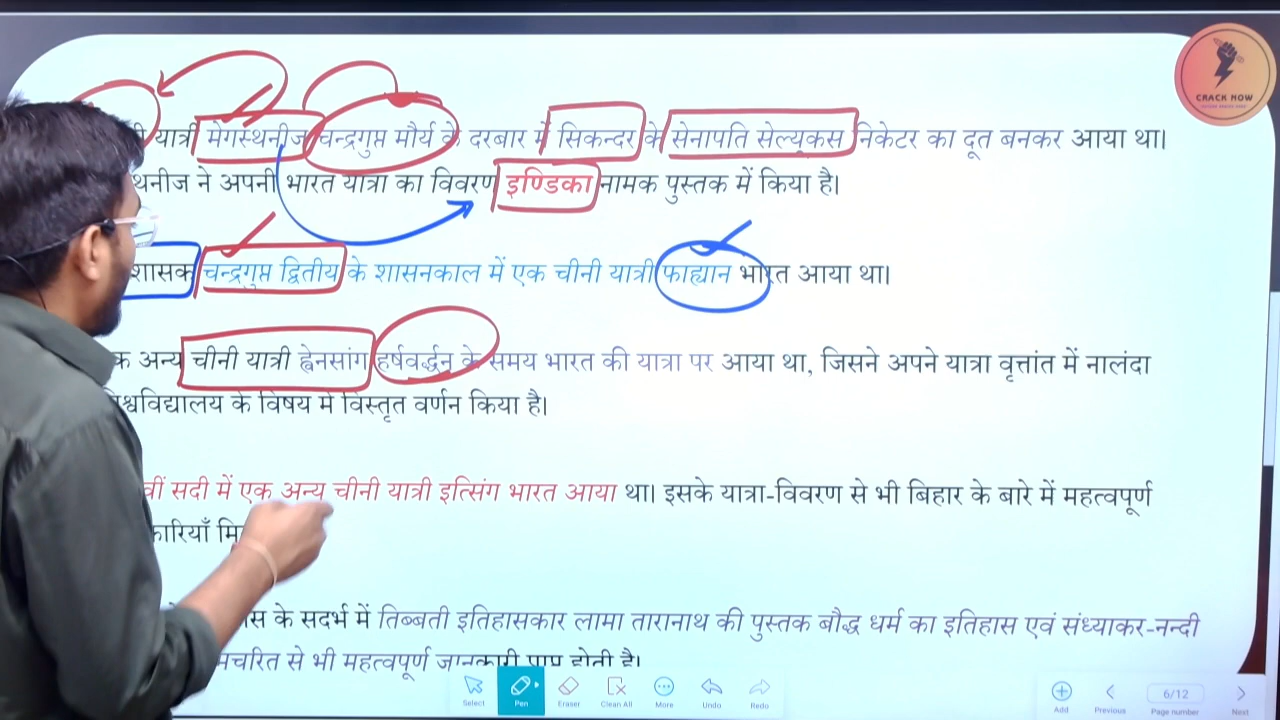 यात्री मेगस्थनीज चन्द्रगुप्त मौर्य के दरबार में सिकन्दर के सेनापति सेल्यूकस निकेटर का दूत बनकर आया था।
थनीज ने अपनी भारत यात्रा का विवरण इण्डिका नामक पुस्तक में किया है।
शासक चन्द्रगुप्त द्वितीय के शासनकाल में एक चीनी यात्री फाह्यान भारत आया था।
क अन्य चीनी यात्री ह्वेनसांग हर्षवर्द्धन के समय भारत की यात्रा पर आया था, जिसने अपने यात्रा वृत्तांत में नालंदा
श्वविद्यालय के विषय में विस्तृत वर्णन किया है।
वीं सदी में एक अन्य चीनी यात्री इत्सिंग भारत आया था। इसके यात्रा-विवरण से भी बिहार के बारे में महत्वपूर्ण
कारियाँ मि
स के सदर्भ में तिब्बती इतिहासकार लामा तारानाथ की पुस्तक बौद्ध धर्म का इतिहास एवं संध्याकर-नन्दी
मचरित से भी महत्वपूर्ण जानकारी प्राप्त होती है।
CRACK NOW
Select Pen Eraser Clean All More Undo Redo
Add Previous 6/12 Page number Next